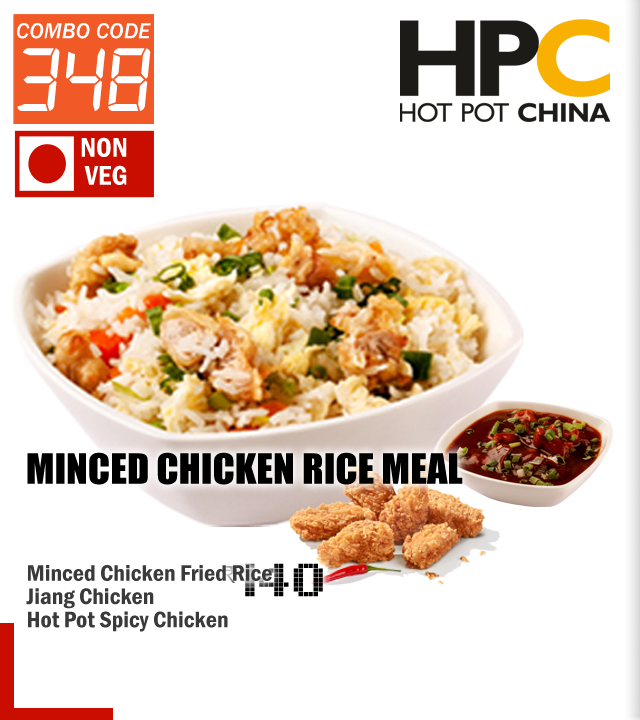 COMBO CODE
348
NON
VEG
HPC
HOT POT CHINA
MINCED CHICKEN RICE MEAL
Minced Chicken Fried Rice
₹140
Jiang Chicken
Hot Pot Spicy Chicken